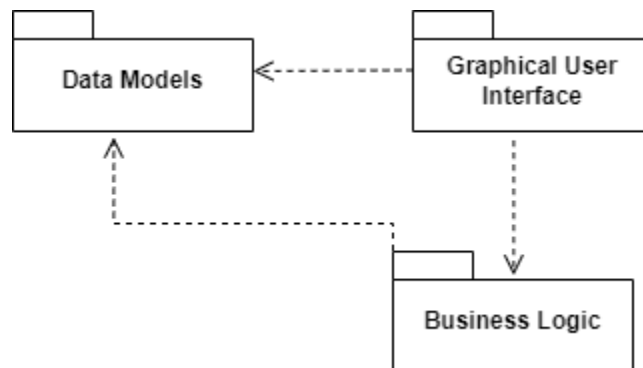 Data Models
Graphical User
Interface
Business Logic